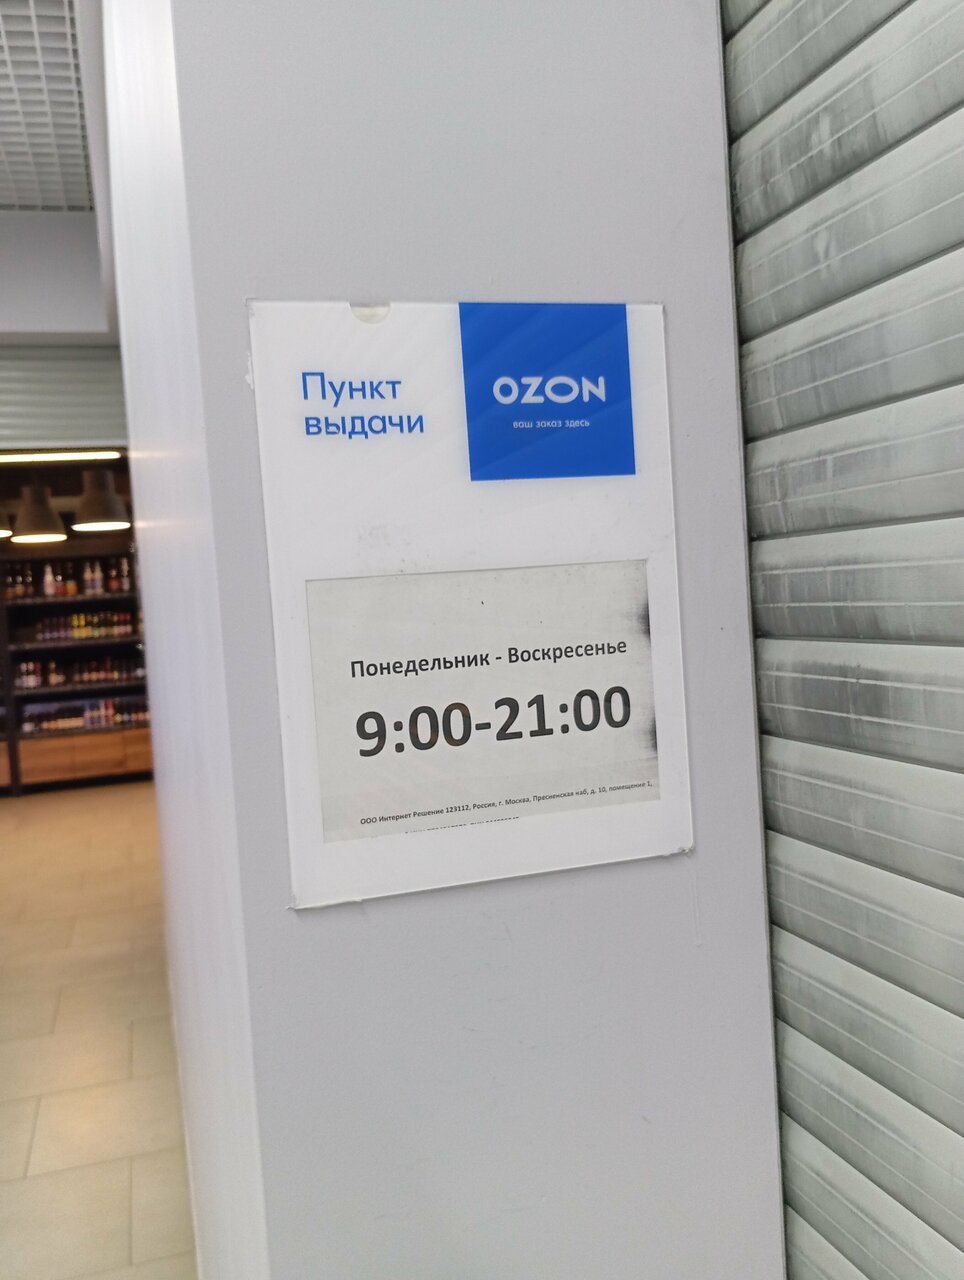 Пункт
выдачи
OZON
ваш заказ здесь
Понедельник - Воскресенье
9:00-21:00
ООО Интернет Решение 123112, Россия, г. Москва, Пресненская наб, д. 10, помещение 1,